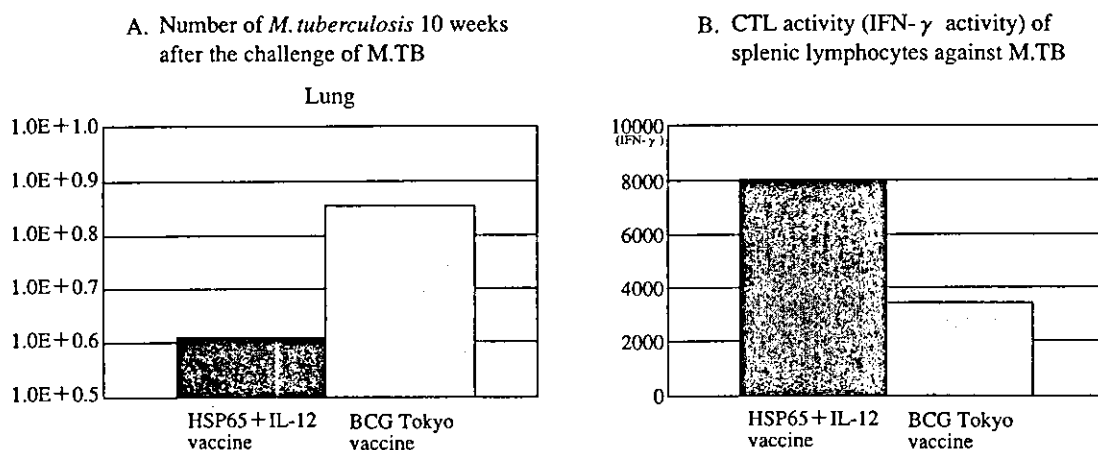 A. Number of M. tuberculosis 10 weeks
after the challenge of M.TB
Lung
1.0E+1.0
1.0E+0.9
1.0E+0.8
1.0E+0.7
1.0E+0.6
1.0E+0.5
HSP65+IL-12
vaccine
BCG Tokyo
vaccine
B. CTL activity (IFN-γ activity) of
splenic lymphocytes against M.TB
10000
(IFN-γ)
8000
6000
4000
2000
0
HSP65+IL-12
vaccine
BCG Tokyo
vaccine